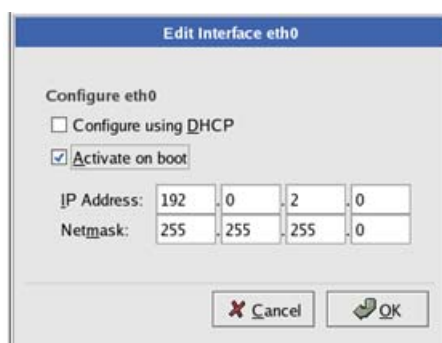 Edit Interface eth0
Configure eth0
Configure using DHCP
Activate on boot
IP Address: 192 . 0 . 2 . 0
Netmask: 255 . 255 . 255 . 0
Cancel OK